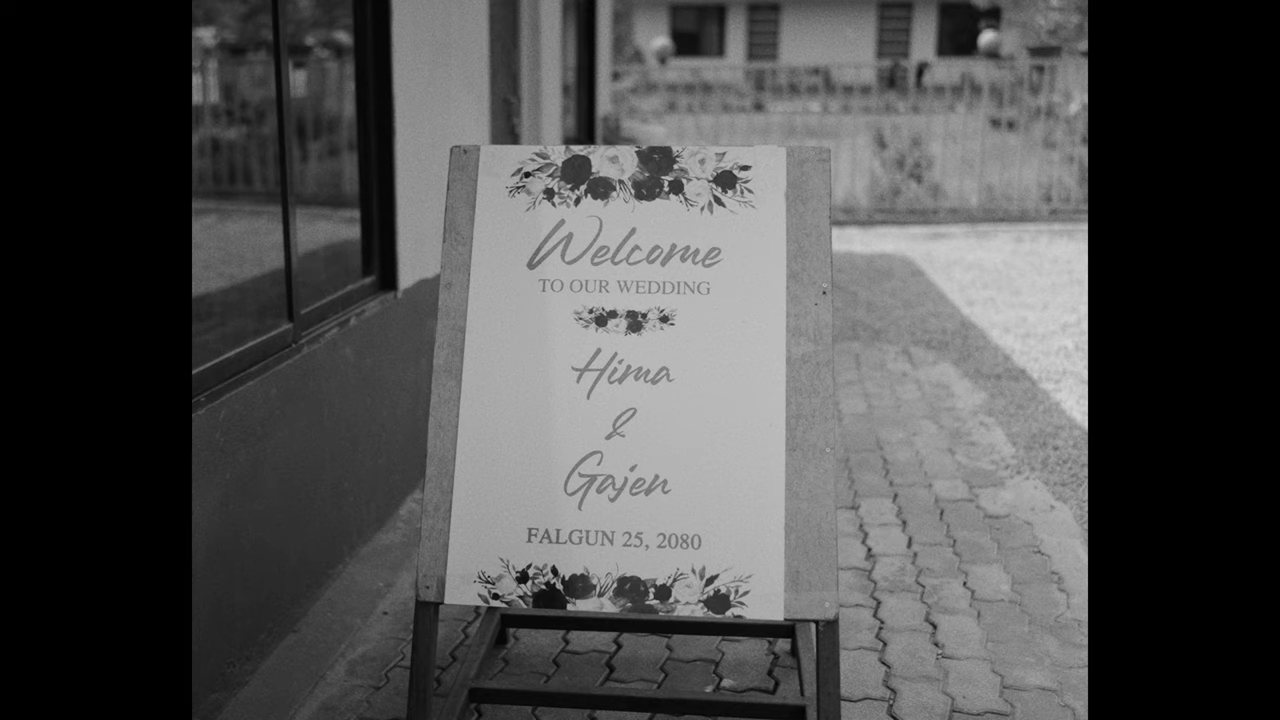 Welcome
TO OUR WEDDING
Hima
&
Gajen
FALGUN 25, 2080